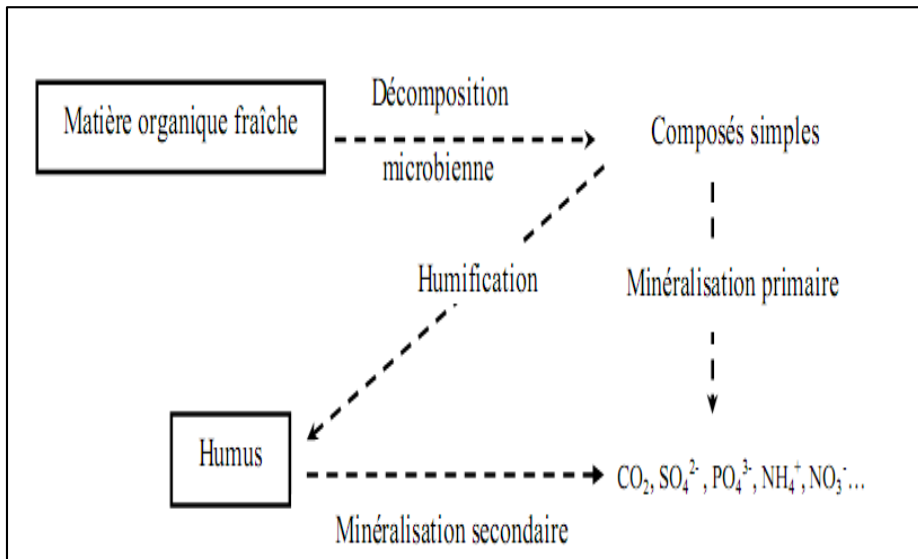 Décomposition
Matière organique fraîche
Composés simples
microbienne
Humification
Minéralisation primaire
Humus
CO₂, SO₄²⁻, PO₄³⁻, NH₄⁺, NO₃⁻...
Minéralisation secondaire